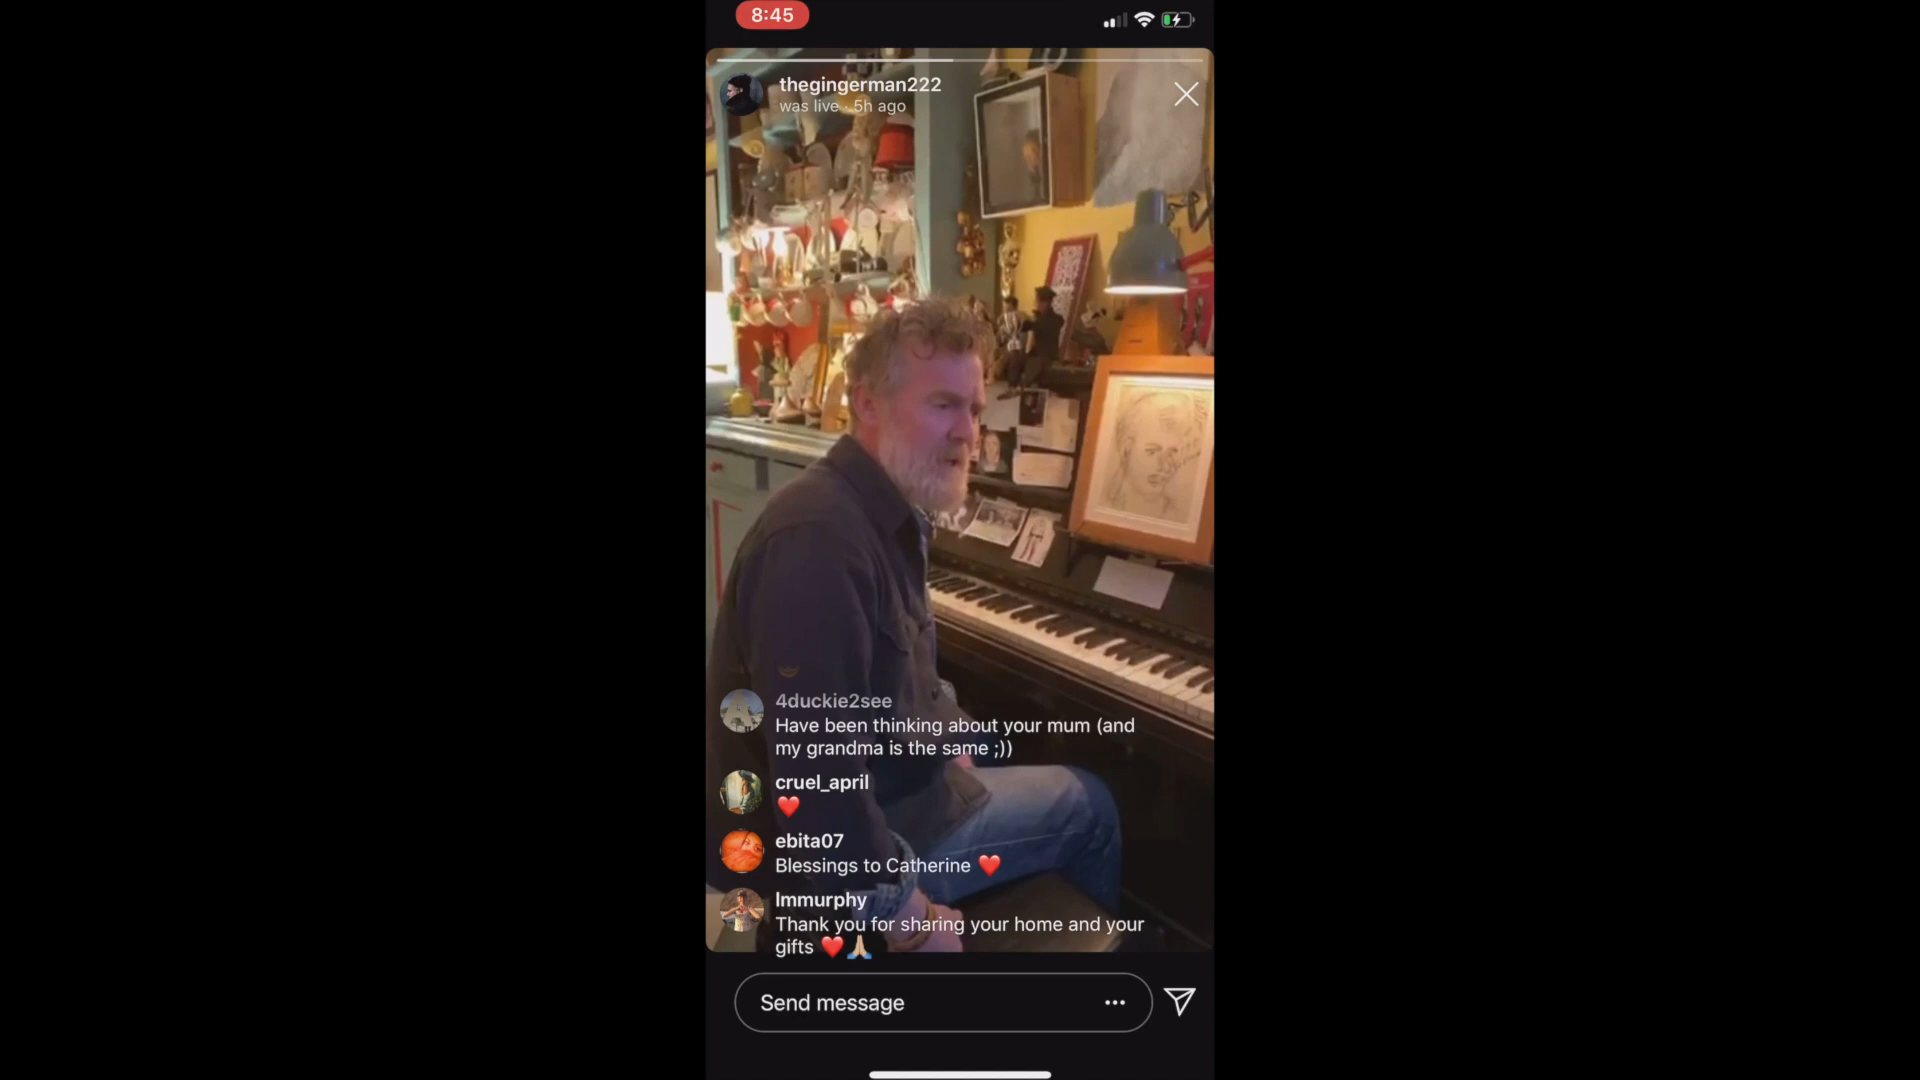 8:45
thegingerman222
was live · 5h ago
4duckie2see
Have been thinking about your mum (and
my grandma is the same ;))
cruel_april
❤️
ebita07
Blessings to Catherine ❤️
lmmurphy
Thank you for sharing your home and your
gifts ❤️🙏🏼
Send message